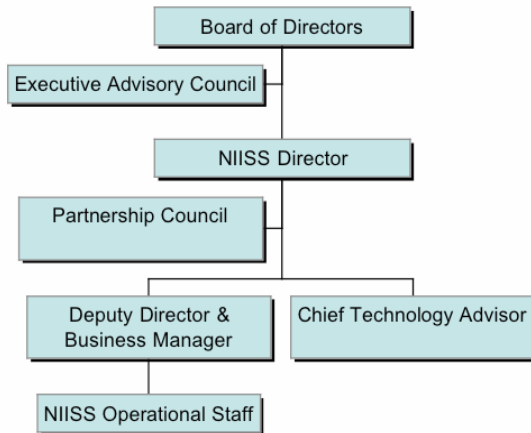 Board of Directors
Executive Advisory Council
NIISS Director
Partnership Council
Deputy Director &
Business Manager
Chief Technology Advisor
NIISS Operational Staff